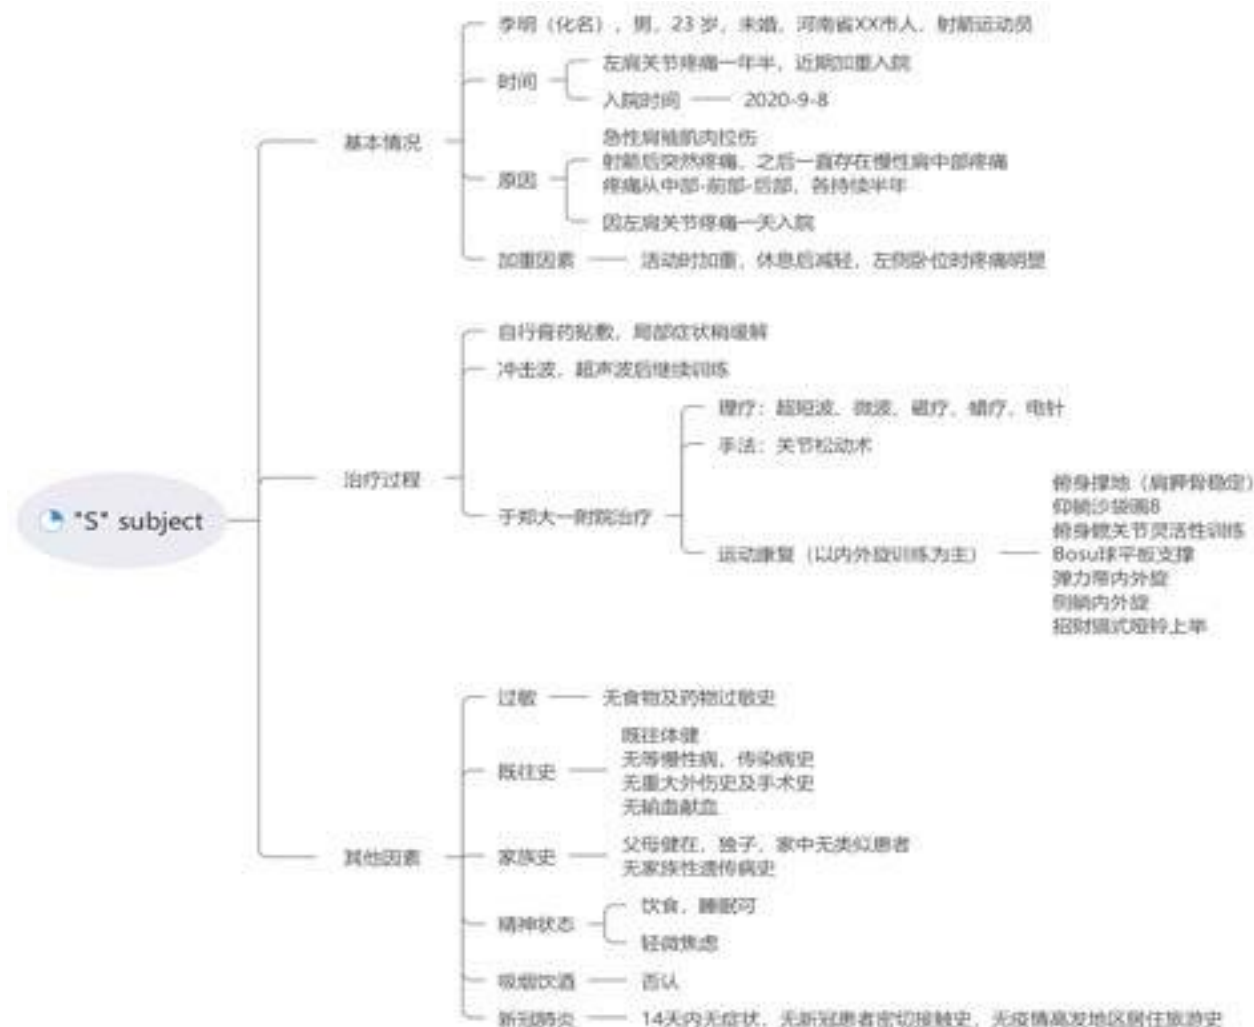 "S" subject
基本情况
李明（化名），男，23 岁，未婚，河南省XX市人，射箭运动员
时间
左肩关节疼痛一年半，近期加重入院
入院时间
2020-9-8
原因
急性肩袖肌肉拉伤
射箭后突然疼痛，之后一直存在慢性肩中部疼痛
疼痛从中部-前部-后部，各持续半年
因左肩关节疼痛一天入院
加重因素
活动时加重，休息后减轻，左侧卧位时疼痛明显
治疗过程
自行膏药贴敷，局部症状稍缓解
冲击波，超声波后继续训练
于郑大一附院治疗
理疗：超短波、微波、磁疗、蜡疗、电针
手法：关节松动术
运动康复（以内外旋训练为主）
俯身撑地（肩胛骨稳定）
仰躺沙袋画8
俯身髋关节灵活性训练
Bosu球平板支撑
弹力带内外旋
侧躺内外旋
招财猫式哑铃上举
其他因素
过敏
无食物及药物过敏史
既往史
既往体健
无等慢性病，传染病史
无重大外伤史及手术史
无输血献血
家族史
父母健在，独子，家中无类似患者
无家族性遗传病史
精神状态
饮食，睡眠可
轻微焦虑
吸烟饮酒
否认
新冠肺炎
14天内无症状，无新冠患者密切接触史，无疫情高发地区居住旅游史